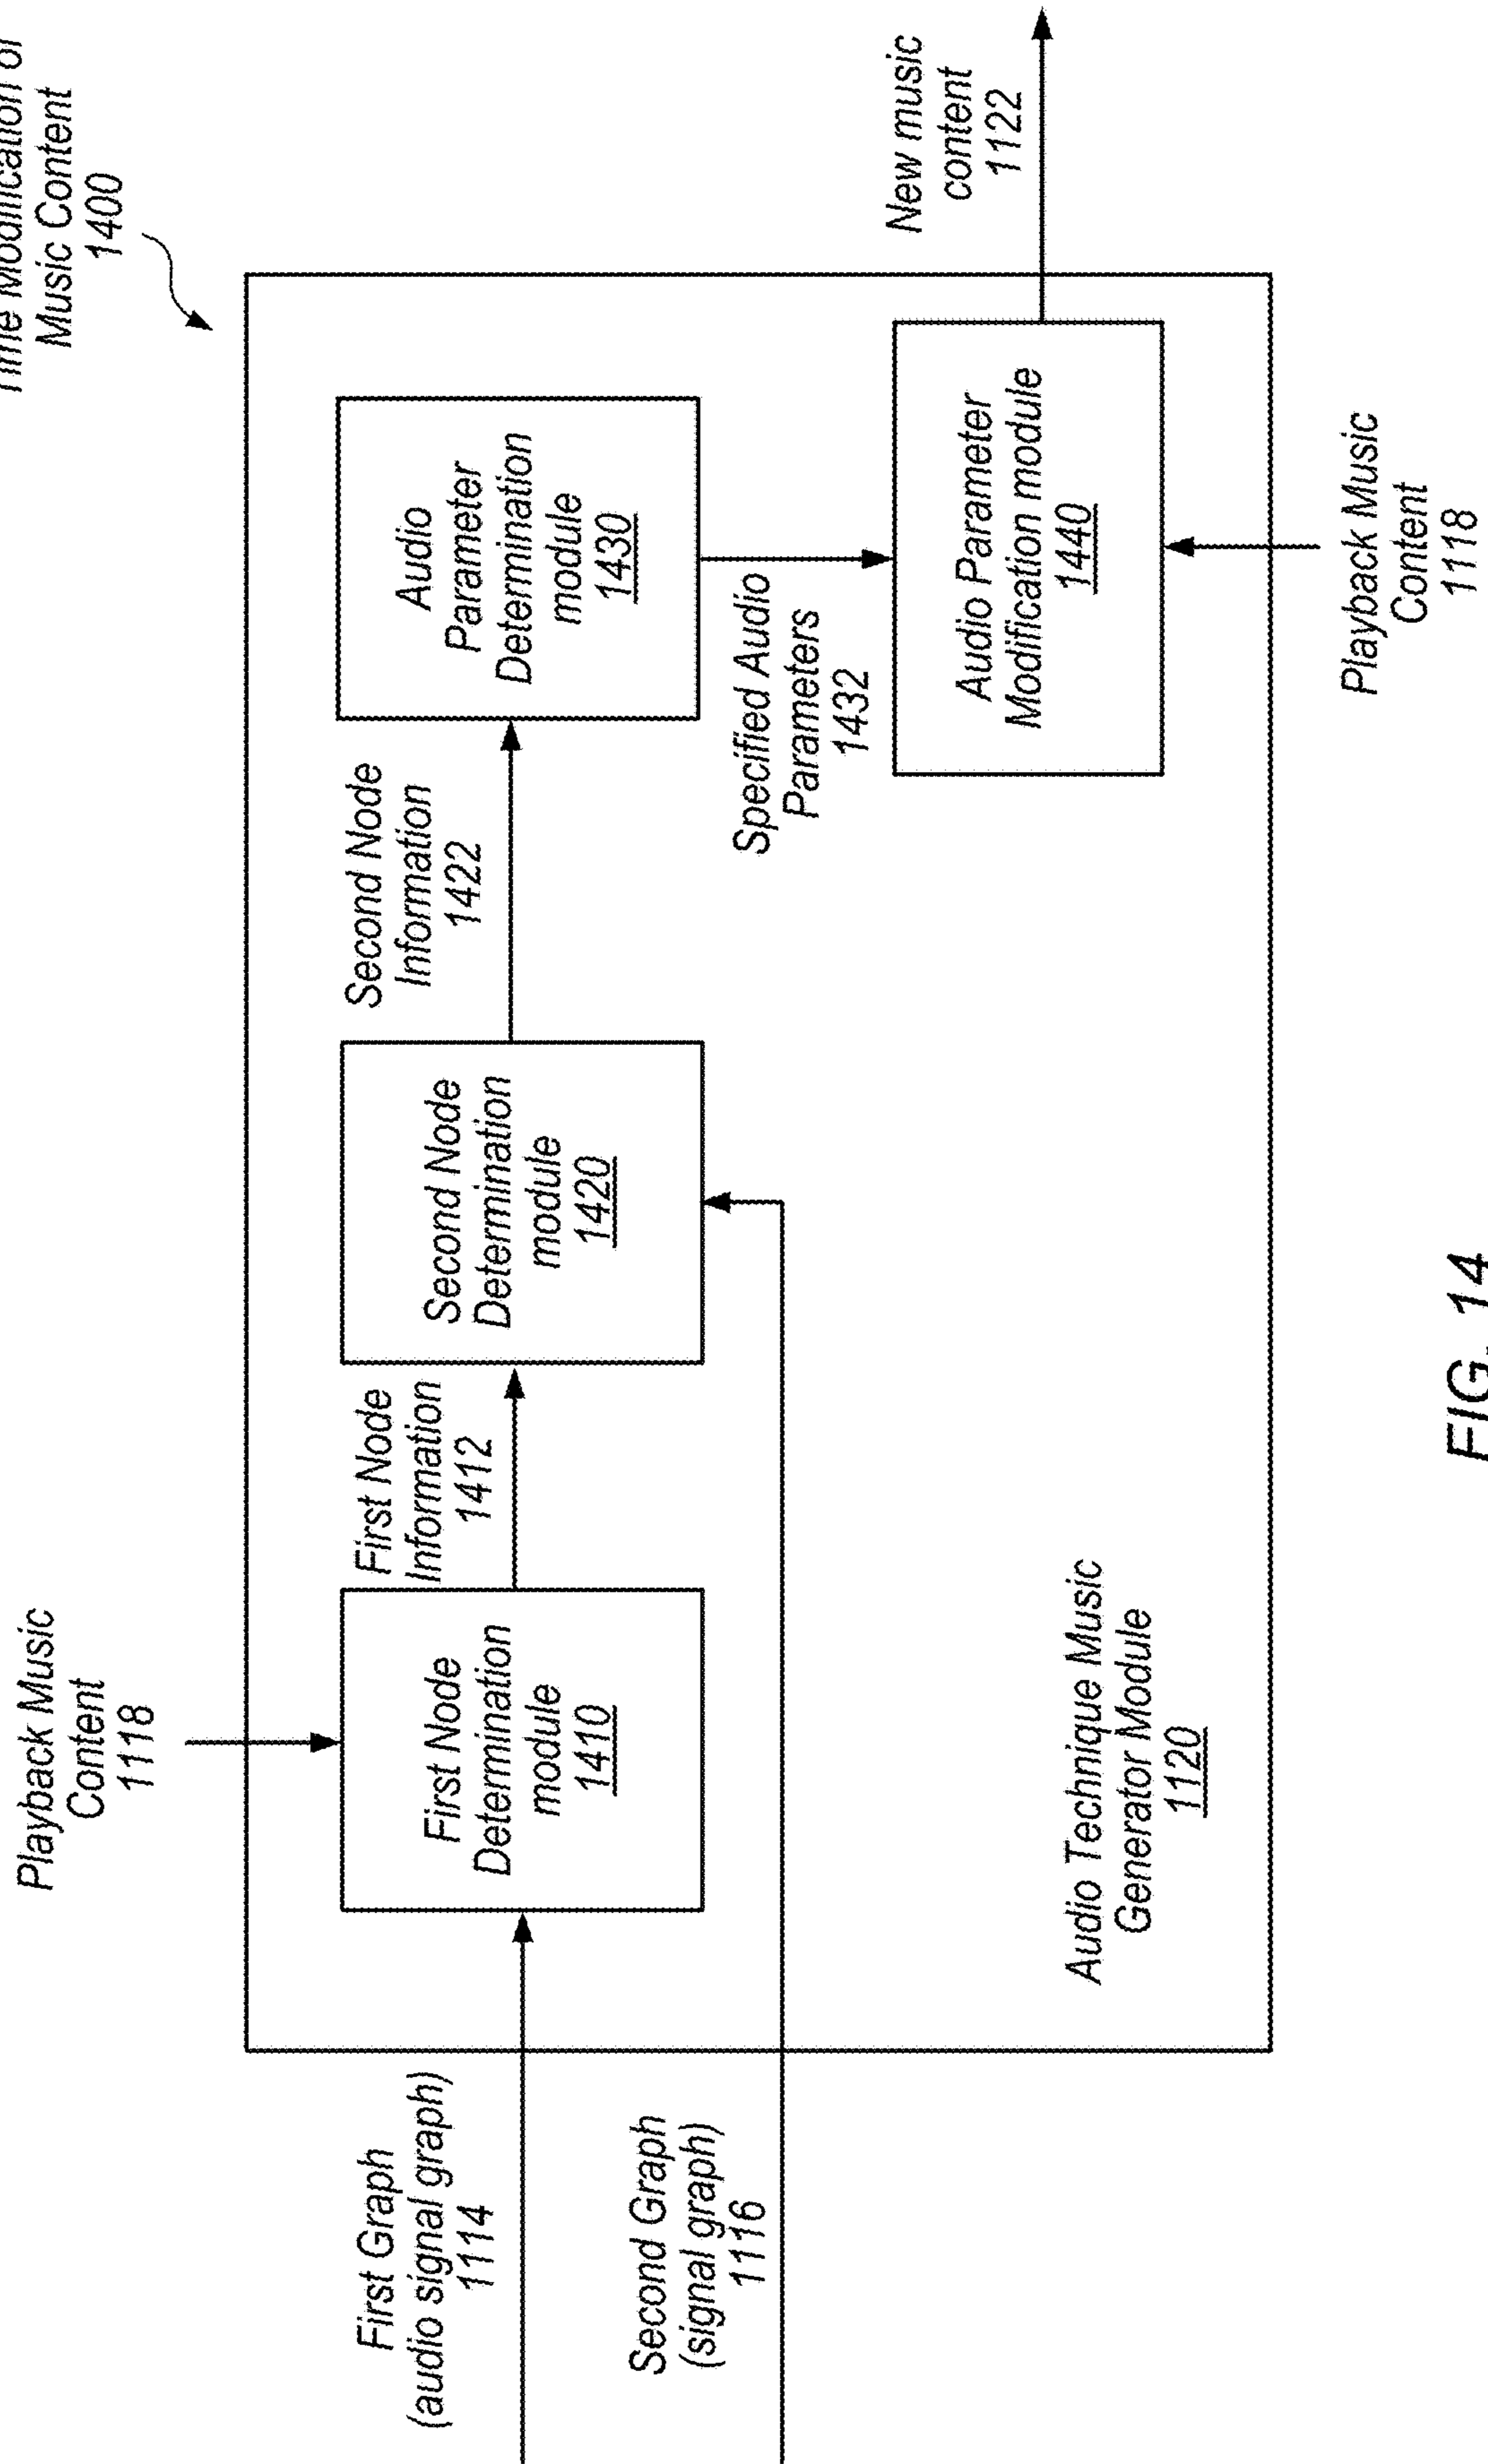 Music Content
1400
Playback Music
Content
1118
First Graph
(audio signal graph)
1114
First Node
Determination
module
1410
First Node
Information
1412
Second Node
Determination
module
1420
Second Node
Information
1422
Audio
Parameter
Determination
module
1430
Second Graph
(signal graph)
1116
Specified Audio
Parameters
1432
New music
content
1122
Audio Parameter
Modification module
1440
Audio Technique Music
Generator Module
1120
Playback Music
Content
1118
FIG. 14